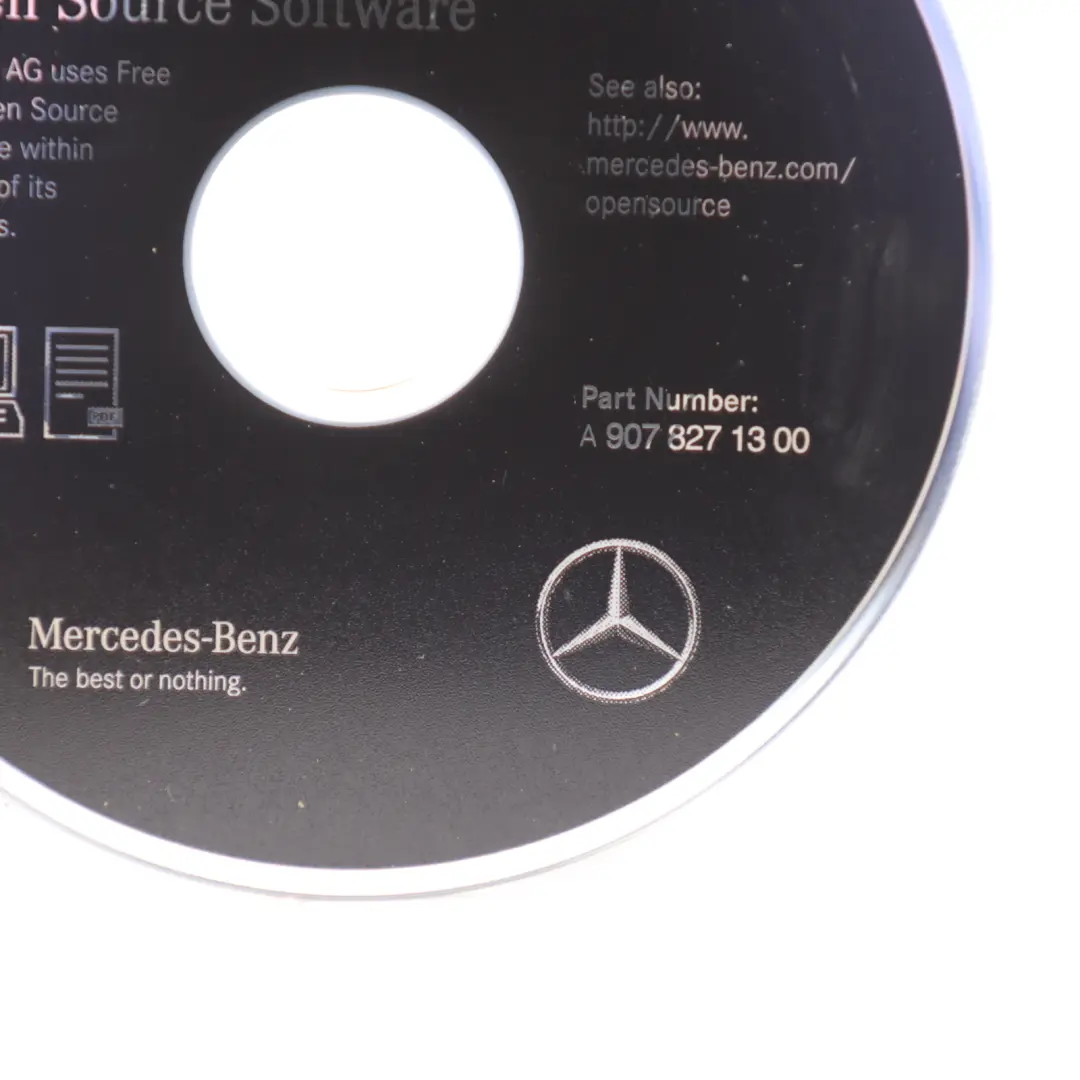 en Source Software
AG uses Free
en Source
e within
of its
s.
See also:
http://www.
mercedes-benz.com/
opensource
PDF
Part Number:
A 907 827 13 00
Mercedes-Benz
The best or nothing.